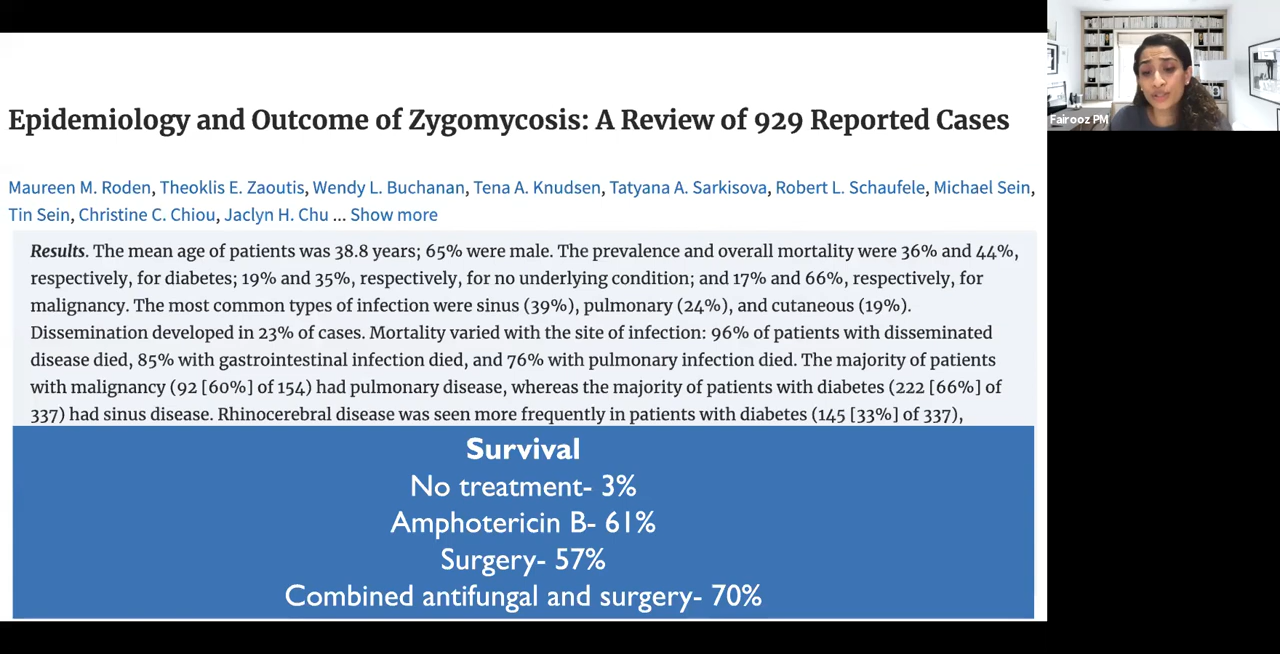 Epidemiology and Outcome of Zygomycosis: A Review of 929 Reported Cases
Maureen M. Roden, Theoklis E. Zaoutis, Wendy L. Buchanan, Tena A. Knudsen, Tatyana A. Sarkisova, Robert L. Schaufele, Michael Sein,
Tin Sein, Christine C. Chiou, Jaclyn H. Chu ... Show more
Results. The mean age of patients was 38.8 years; 65% were male. The prevalence and overall mortality were 36% and 44%,
respectively, for diabetes; 19% and 35%, respectively, for no underlying condition; and 17% and 66%, respectively, for
malignancy. The most common types of infection were sinus (39%), pulmonary (24%), and cutaneous (19%).
Dissemination developed in 23% of cases. Mortality varied with the site of infection: 96% of patients with disseminated
disease died, 85% with gastrointestinal infection died, and 76% with pulmonary infection died. The majority of patients
with malignancy (92 [60%] of 154) had pulmonary disease, whereas the majority of patients with diabetes (222 [66%] of
337) had sinus disease. Rhinocerebral disease was seen more frequently in patients with diabetes (145 [33%] of 337),
Survival
No treatment- 3%
Amphotericin B- 61%
Surgery- 57%
Combined antifungal and surgery- 70%
Fairooz PM